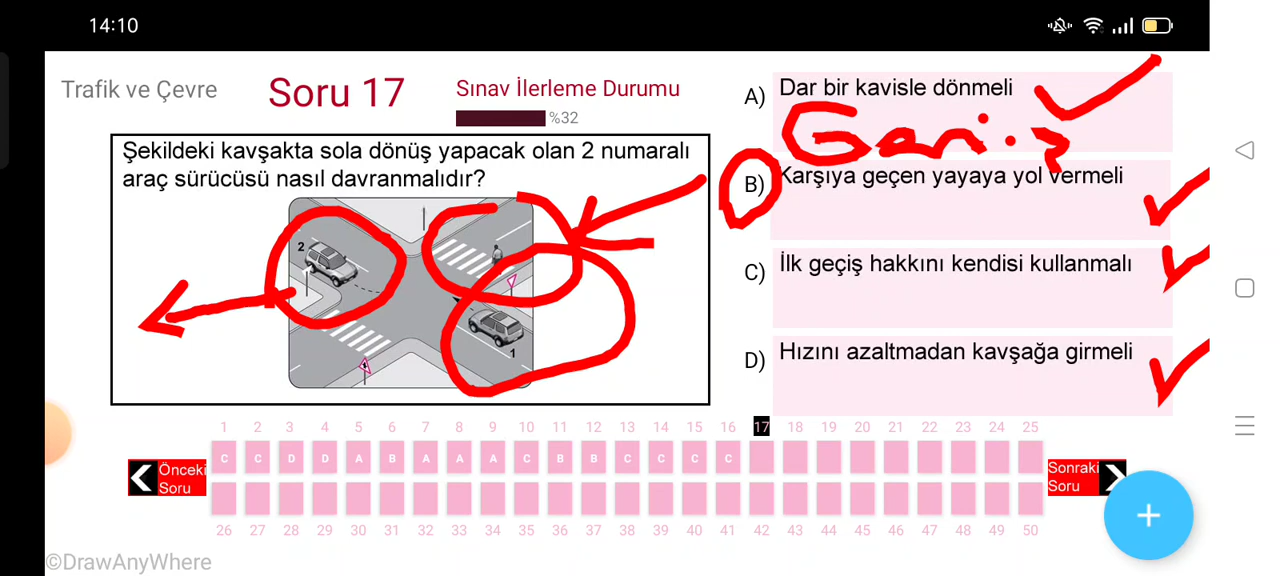 14:10
Trafik ve Çevre
Soru 17
Sınav İlerleme Durumu
%32
Şekildeki kavşakta sola dönüş yapacak olan 2 numaralı
araç sürücüsü nasıl davranmalıdır?
2
1
A) Dar bir kavisle dönmeli
Geniş
B) Karşıya geçen yayaya yol vermeli
C) İlk geçiş hakkını kendisi kullanmalı
D) Hızını azaltmadan kavşağa girmeli
1 2 3 4 5 6 7 8 9 10 11 12 13 14 15 16 17 18 19 20 21 22 23 24 25
C C D D A B A A A C B B C C C C
Önceki
Soru
Sonraki
Soru
26 27 28 29 30 31 32 33 34 35 36 37 38 39 40 41 42 43 44 45 46 47 48 49 50
+
©DrawAnyWhere